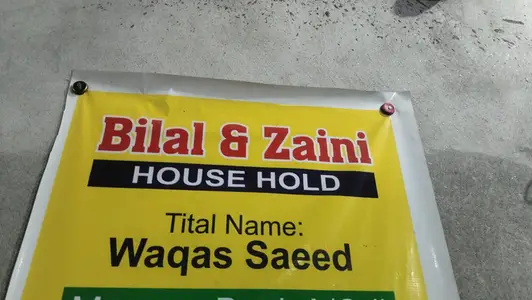 Bilal & Zaini
HOUSE HOLD
Tital Name:
Waqas Saeed